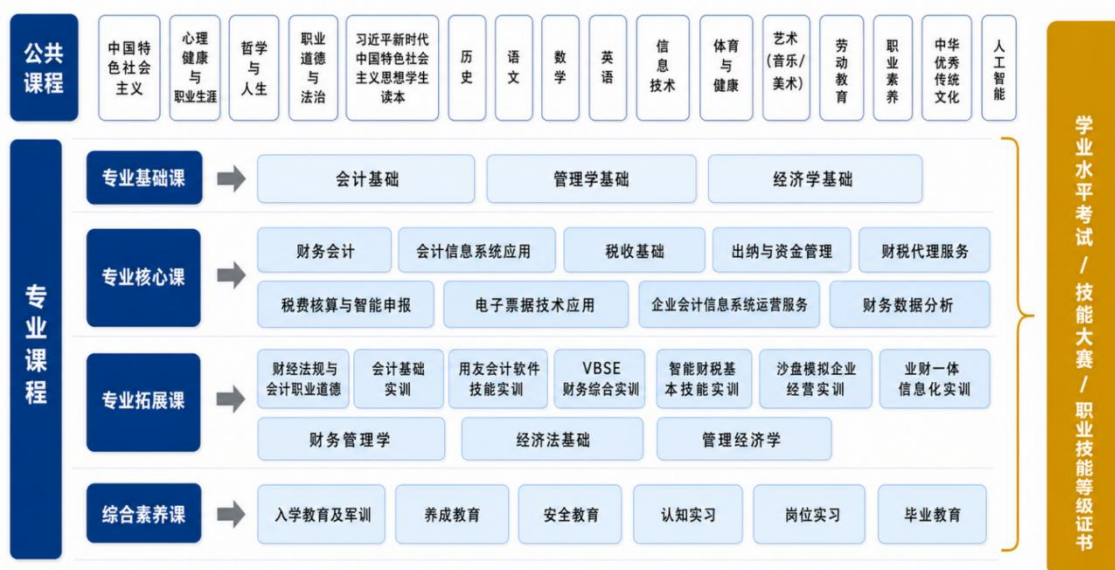 公共
课程
中国特
色社会
主义
心理
健康
与
职业生涯
哲学
与
人生
职业
道德
与
法治
习近平新时代
中国特色社会
主义思想学生
读本
历
史
语
文
数
学
英
语
信
息
技术
体育
与
健康
艺术
(音乐/
美术)
劳
动
教
育
职
业
素
养
中华
优秀
传统
文化
人
工
智
能
专
业
课
程
专业基础课
会计基础
管理学基础
经济学基础
专业核心课
财务会计
会计信息系统应用
税收基础
出纳与资金管理
财税代理服务
税费核算与智能申报
电子票据技术应用
企业会计信息系统运营服务
财务数据分析
专业拓展课
财经法规与
会计职业道德
会计基础
实训
用友会计软件
技能实训
VBSE
财务综合实训
智能财税基
本技能实训
沙盘模拟企业
经营实训
业财一体
信息化实训
财务管理学
经济法基础
管理经济学
综合素养课
入学教育及军训
养成教育
安全教育
认知实习
岗位实习
毕业教育
学业水平考试/技能大赛/职业技能等级证书